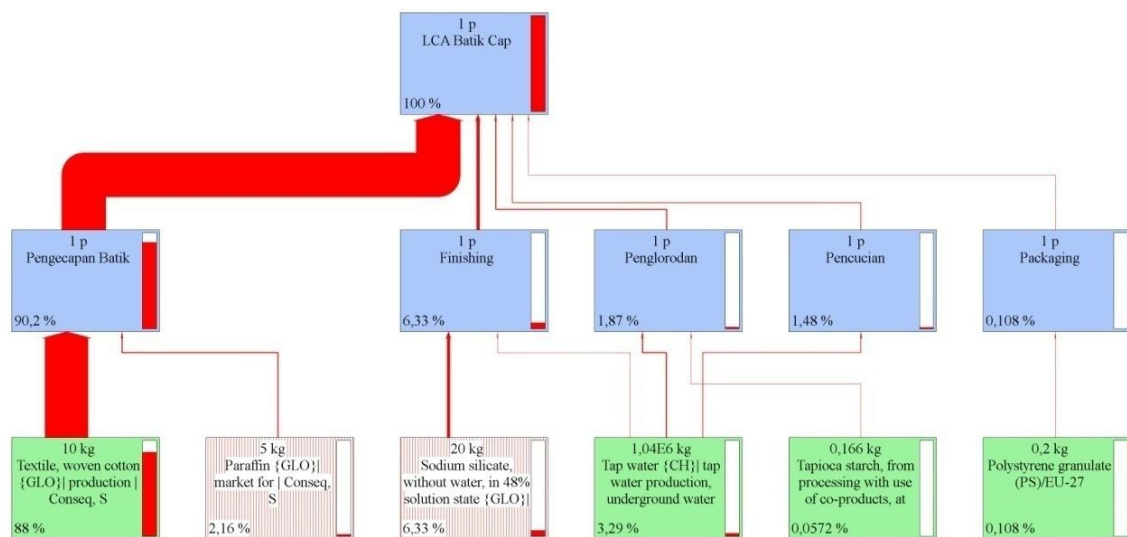 1 p
LCA Batik Cap
100 %
1 p
Pengecapan Batik
90,2 %
1 p
Finishing
6,33 %
1 p
Penglorodan
1,87 %
1 p
Pencucian
1,48 %
1 p
Packaging
0,108 %
10 kg
Textile, woven cotton
{GLO}| production |
Conseq, S
88 %
5 kg
Paraffin {GLO}|
market for | Conseq,
S
2,16 %
20 kg
Sodium silicate,
without water, in 48%
solution state {GLO}|
6,33 %
1,04E6 kg
Tap water {CH}| tap
water production,
underground water
3,29 %
0,166 kg
Tapioca starch, from
processing with use
of co-products, at
0,0572 %
0,2 kg
Polystyrene granulate
(PS)/EU-27
0,108 %